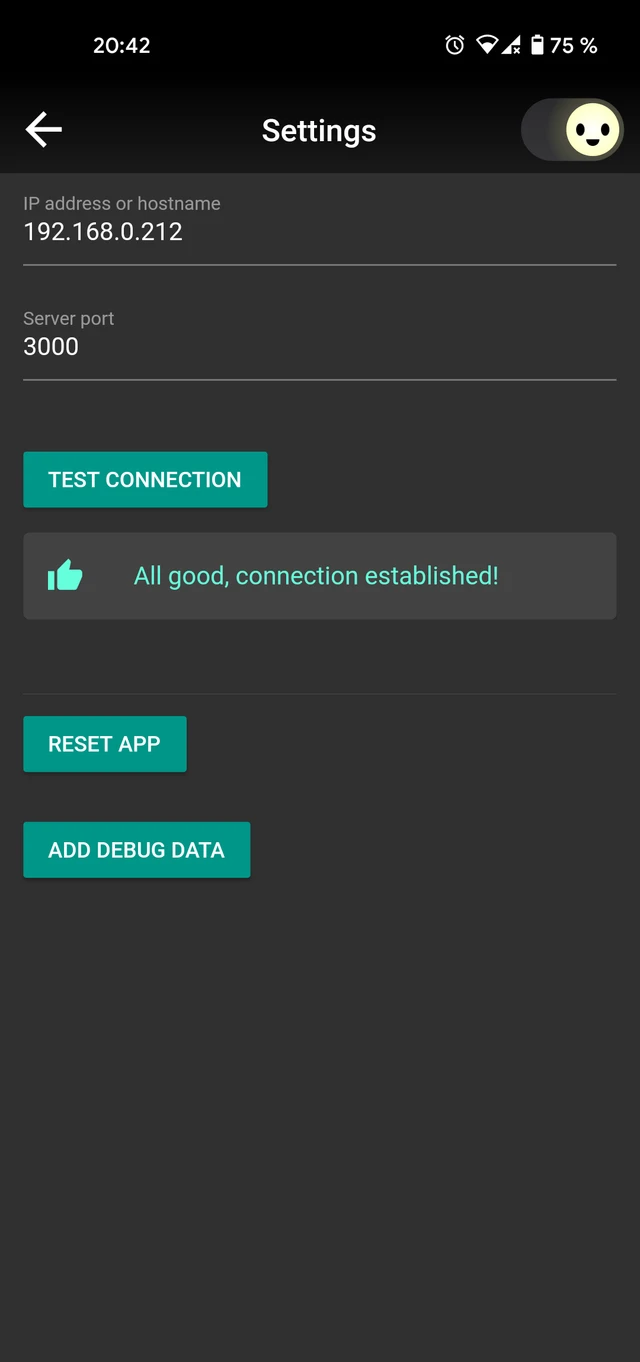 20:42
75 %
Settings
IP address or hostname
192.168.0.212
Server port
3000
TEST CONNECTION
All good, connection established!
RESET APP
ADD DEBUG DATA